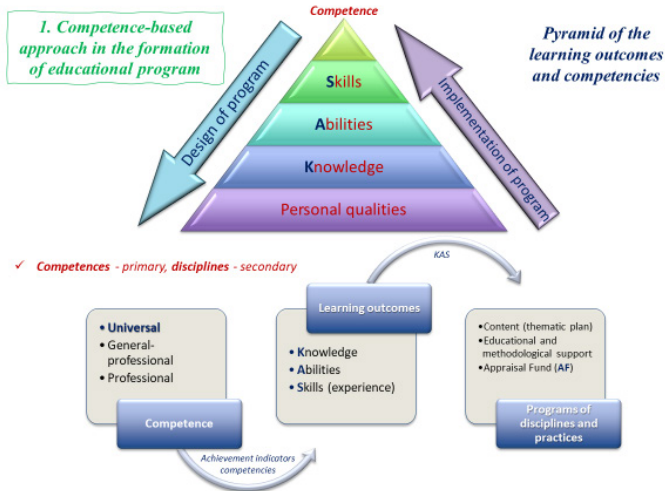 1. Competence-based
approach in the formation
of educational program
Competence
Pyramid of the
learning outcomes
and competencies
Design of program
Implementation of program
Skills
Abilities
Knowledge
Personal qualities
✓ Competences - primary, disciplines - secondary
KAS
• Universal
• General-
professional
• Professional
Competence
Learning outcomes
• Knowledge
• Abilities
• Skills (experience)
• Content (thematic plan)
• Educational and
methodological support
• Appraisal Fund (AF)
Programs of
disciplines and
practices
Achievement indicators
competencies